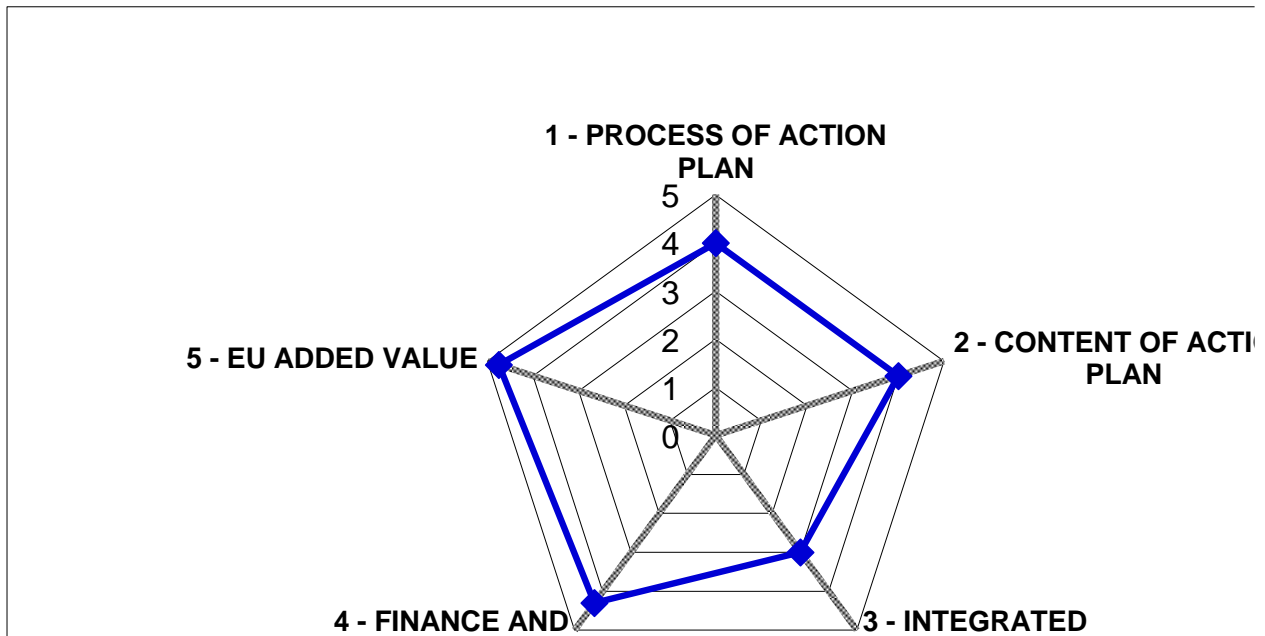 1 - PROCESS OF ACTION
PLAN
5
4
3
2
1
0
2 - CONTENT OF ACTI
PLAN
5 - EU ADDED VALUE
4 - FINANCE AND
3 - INTEGRATED